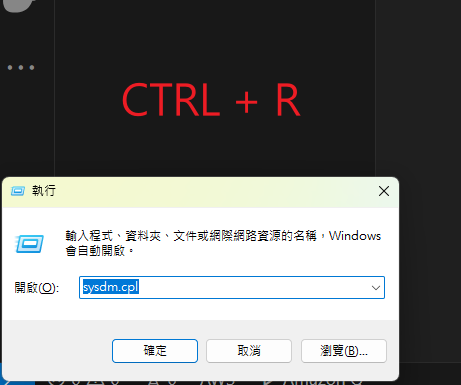 CTRL + R
執行
輸入程式、資料夾、文件或網際網路資源的名稱，Windows
會自動開啟。
開啟(O):
sysdm.cpl
確定
取消
瀏覽(B)...